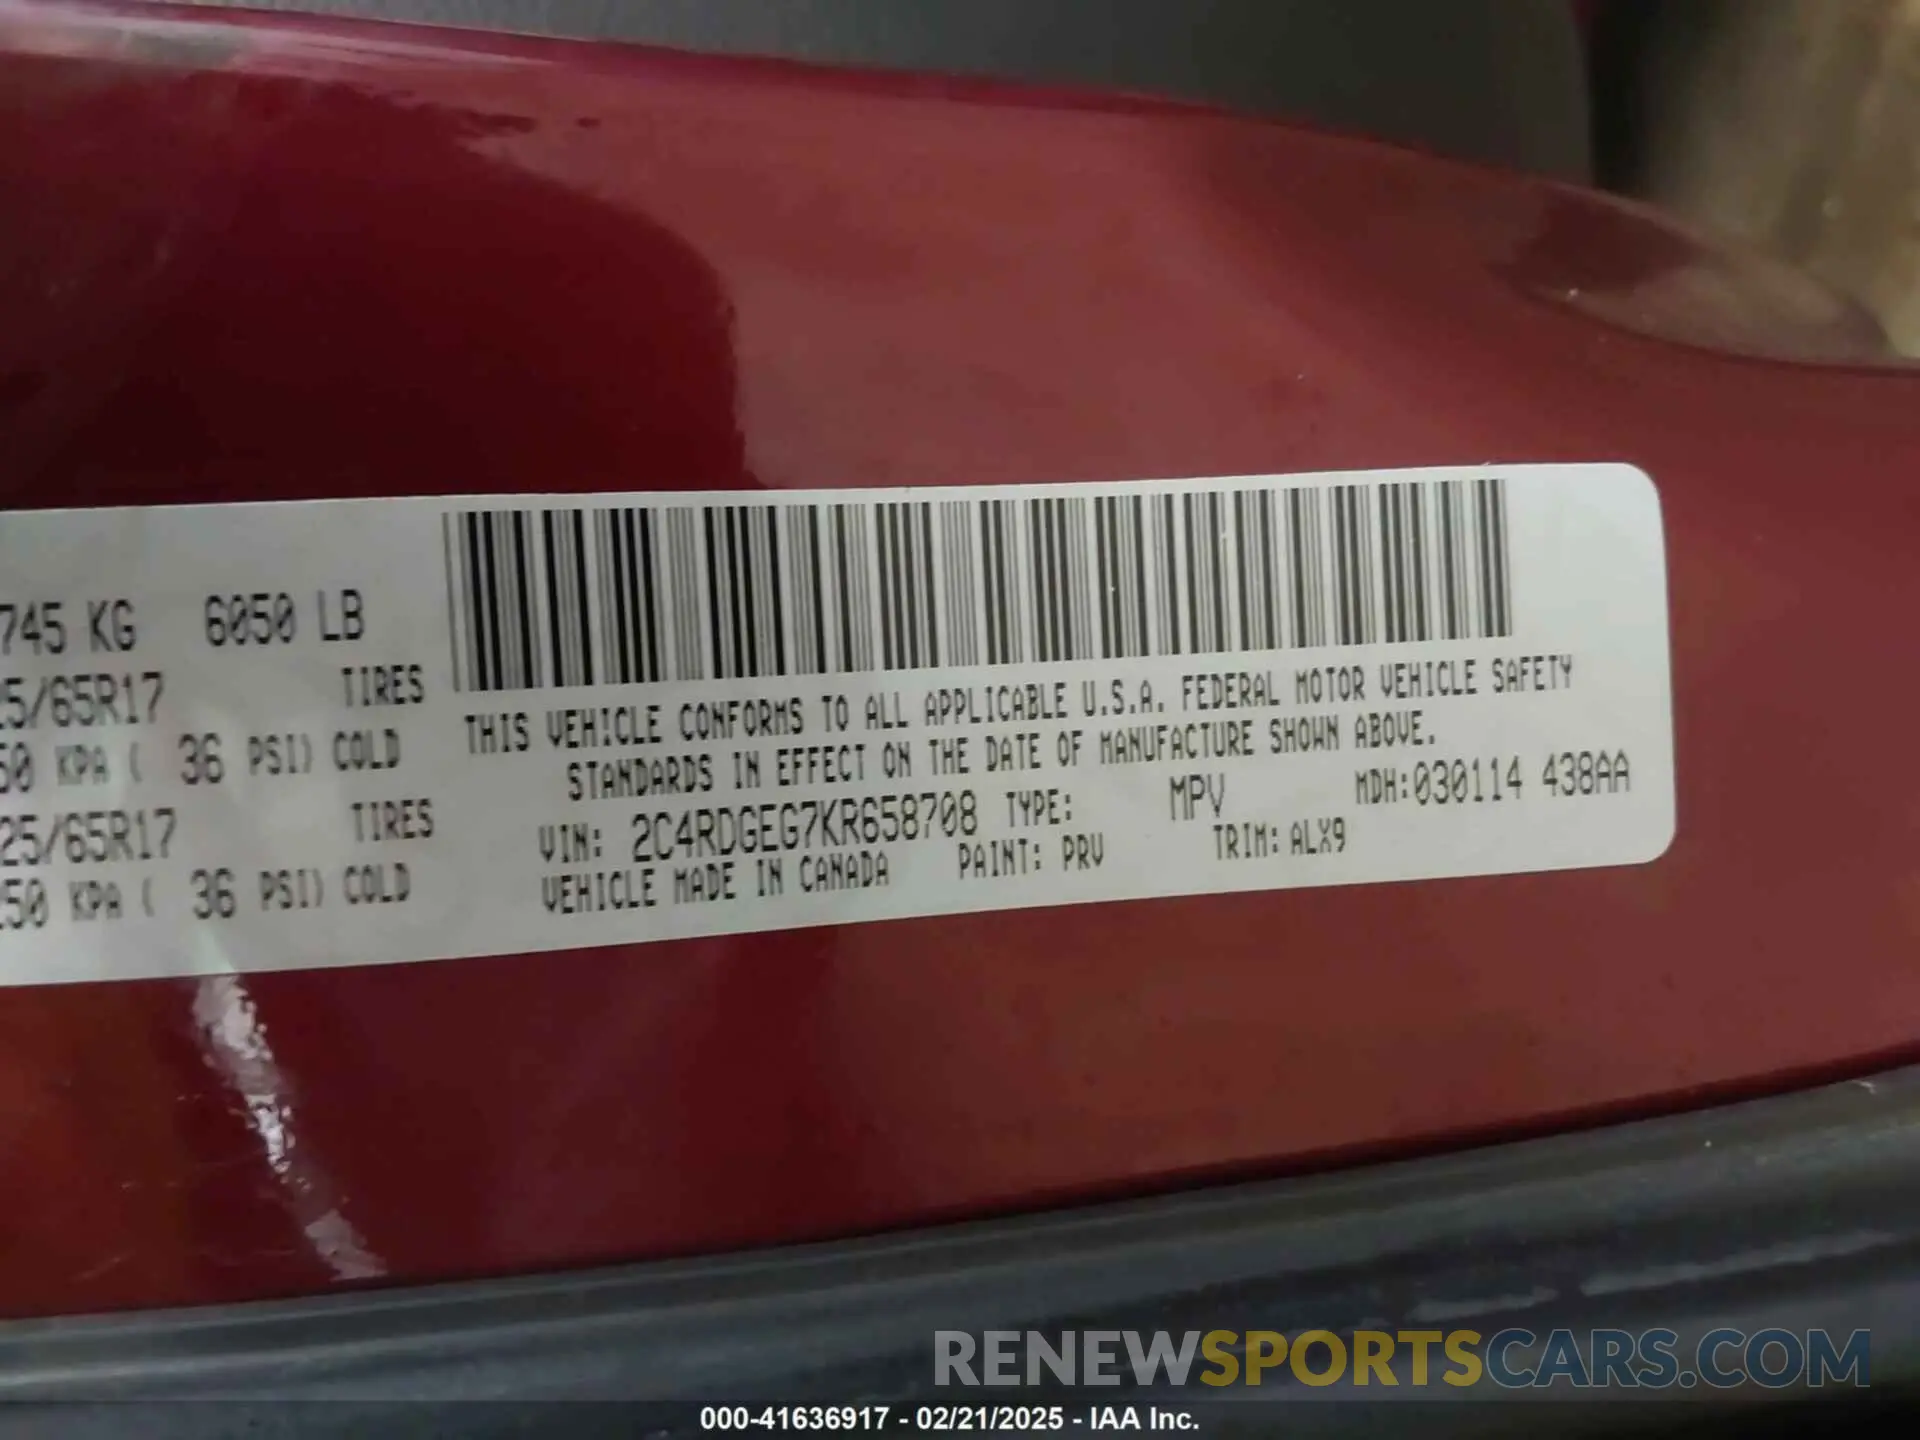 745 KG 6050 LB
25/65R17 TIRES
50 KPA ( 36 PSI) COLD
25/65R17 TIRES
250 KPA ( 36 PSI) COLD
THIS VEHICLE CONFORMS TO ALL APPLICABLE U.S.A. FEDERAL MOTOR VEHICLE SAFETY
STANDARDS IN EFFECT ON THE DATE OF MANUFACTURE SHOWN ABOVE.
VIN: 2C4RDGEG7KR658708 TYPE: MPV MDH:030114 438AA
VEHICLE MADE IN CANADA PAINT: PRV TRIM: ALX9
RENEWSPORTSCARS.COM
000-41636917 - 02/21/2025 - IAA Inc.